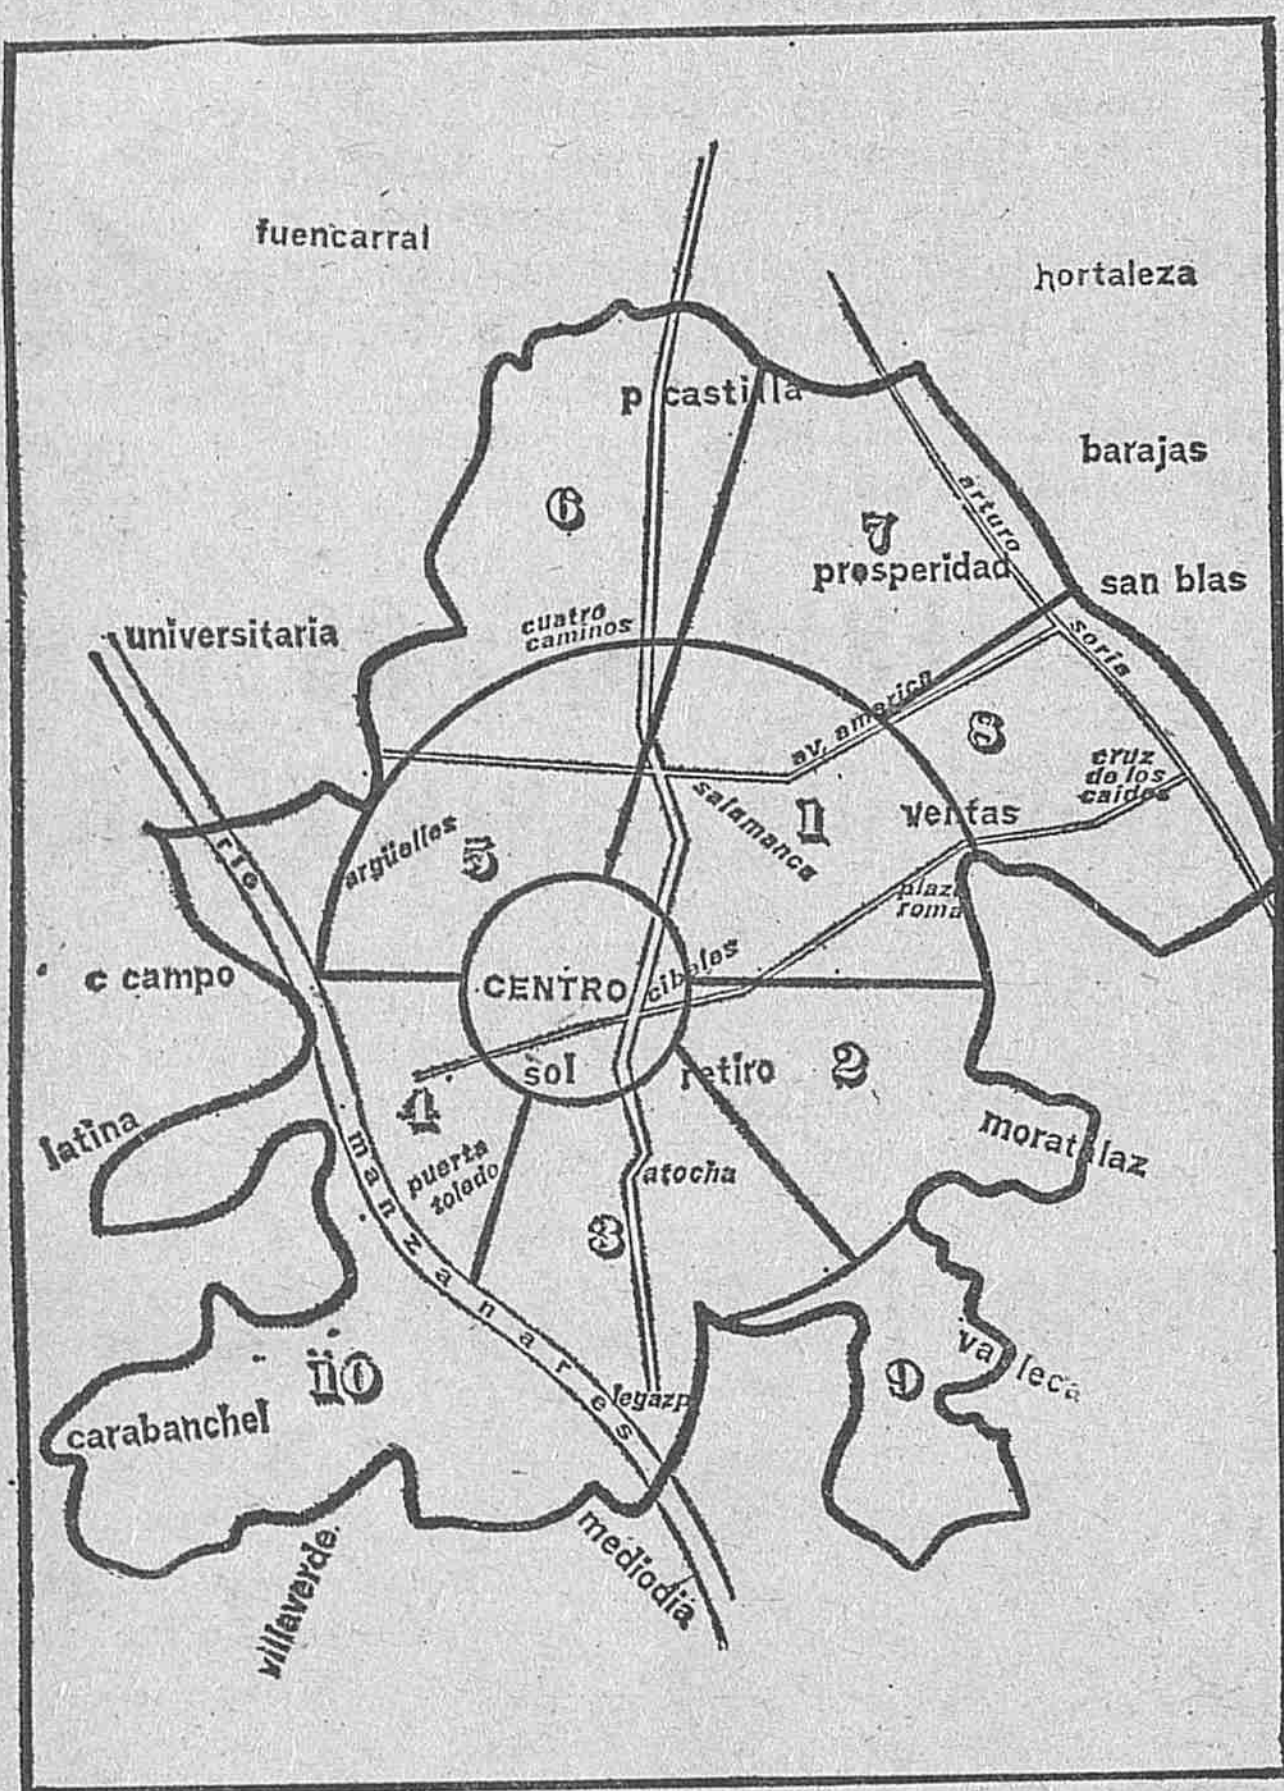 fuencarral
hortaleza
p castilla
barajas
6
7
arturo
prosperidad
san blas
cuatro
caminos
universitaria
soria
av. america
8
cruz
de los
caidos
salamanca
1
ventas
argüelles
5
rio
plaza
roma
c campo
CENTRO
cibeles
sol
retiro
2
4
latina
moratalaz
manzanares
puerta
toledo
atocha
3
10
9
valleca
legazp
carabanchel
mediodia
villaverde.